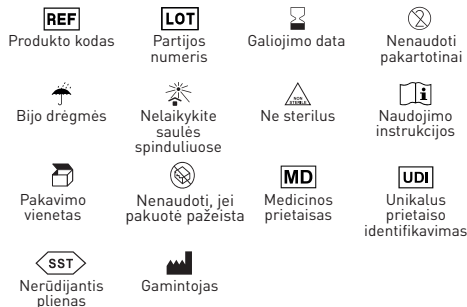 REF
LOT
Produkto kodas
Partijos
numeris
Galiojimo data
2
Nenaudoti
pakartotinai
Bijo drėgmės
Nelaikykite
saulės
spinduliuose
NON
STERILE
Ne sterilus
i
Naudojimo
instrukcijos
Pakavimo
vienetas
Nenaudoti, jei
pakuotė pažeista
MD
Medicinos
prietaisas
UDI
Unikalus
prietaiso
identifikavimas
SST
Nerūdijantis
plienas
Gamintojas